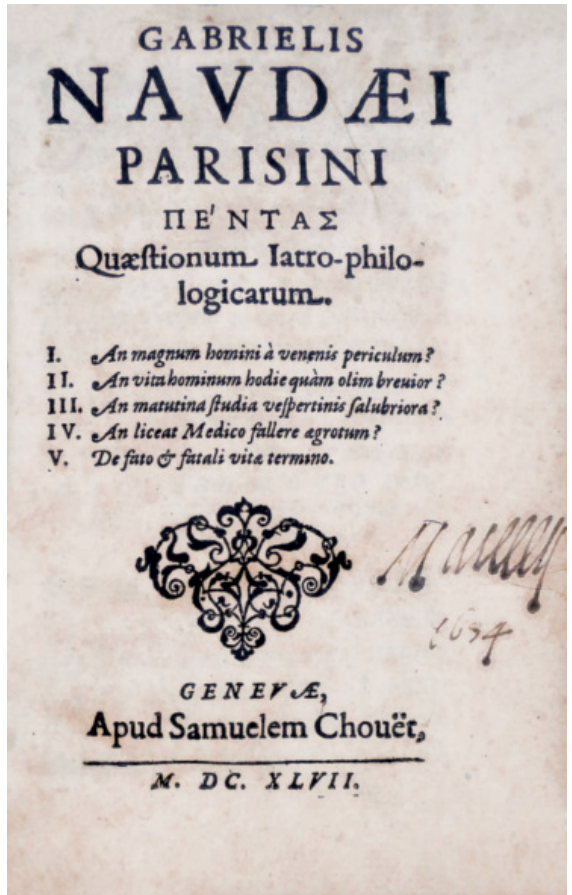 GABRIELIS
NAVDÆI
PARISINI
ΠΕ'ΝΤΑΣ
Quæſtionum Iatro-philo-
logicarum.
I. An magnum homini à venenis periculum?
II. An vita hominum hodie quàm olim breuior?
III. An matutina ſtudia veſpertinis ſalubriora?
IV. An liceat Medico fallere ægrotum?
V. De fato & fatali vitæ termino.
1634
GENEVÆ,
Apud Samuelem Chouët,
M. DC. XLVII.